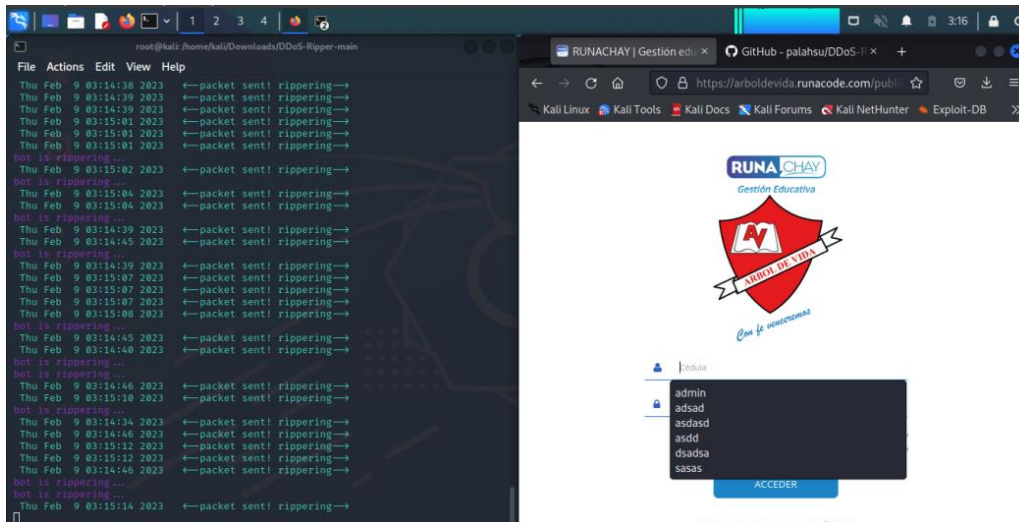 1 2 3 4
2
3:16
root@kali: /home/kali/Downloads/DDoS-Ripper-main
File Actions Edit View Help
Thu Feb 9 03:14:38 2023 ←packet sent! rippering→
Thu Feb 9 03:14:39 2023 ←packet sent! rippering→
Thu Feb 9 03:14:39 2023 ←packet sent! rippering→
Thu Feb 9 03:15:01 2023 ←packet sent! rippering→
Thu Feb 9 03:15:01 2023 ←packet sent! rippering→
Thu Feb 9 03:15:01 2023 ←packet sent! rippering→
bot is rippering...
Thu Feb 9 03:15:02 2023 ←packet sent! rippering→
bot is rippering...
Thu Feb 9 03:15:04 2023 ←packet sent! rippering→
Thu Feb 9 03:15:04 2023 ←packet sent! rippering→
bot is rippering...
Thu Feb 9 03:14:39 2023 ←packet sent! rippering→
Thu Feb 9 03:14:45 2023 ←packet sent! rippering→
bot is rippering...
Thu Feb 9 03:14:39 2023 ←packet sent! rippering→
Thu Feb 9 03:15:07 2023 ←packet sent! rippering→
Thu Feb 9 03:15:07 2023 ←packet sent! rippering→
Thu Feb 9 03:15:07 2023 ←packet sent! rippering→
Thu Feb 9 03:15:08 2023 ←packet sent! rippering→
bot is rippering...
Thu Feb 9 03:14:45 2023 ←packet sent! rippering→
Thu Feb 9 03:14:40 2023 ←packet sent! rippering→
bot is rippering...
bot is rippering...
Thu Feb 9 03:14:46 2023 ←packet sent! rippering→
Thu Feb 9 03:15:10 2023 ←packet sent! rippering→
bot is rippering...
Thu Feb 9 03:14:34 2023 ←packet sent! rippering→
Thu Feb 9 03:14:46 2023 ←packet sent! rippering→
Thu Feb 9 03:15:12 2023 ←packet sent! rippering→
Thu Feb 9 03:15:12 2023 ←packet sent! rippering→
Thu Feb 9 03:14:46 2023 ←packet sent! rippering→
bot is rippering...
bot is rippering...
Thu Feb 9 03:15:14 2023 ←packet sent! rippering→
RUNACHAY | Gestión edu
GitHub - palahsu/DDoS-R
https://arboldevida.runacode.com/publi
Kali Linux Kali Tools Kali Docs Kali Forums Kali NetHunter Exploit-DB
RUNA CHAY
Gestión Educativa
AV
ARBOL DE VIDA
Con fe venceremos
Cédula
admin
adsad
asdasd
asdd
dsadsa
sasas
ACCEDER